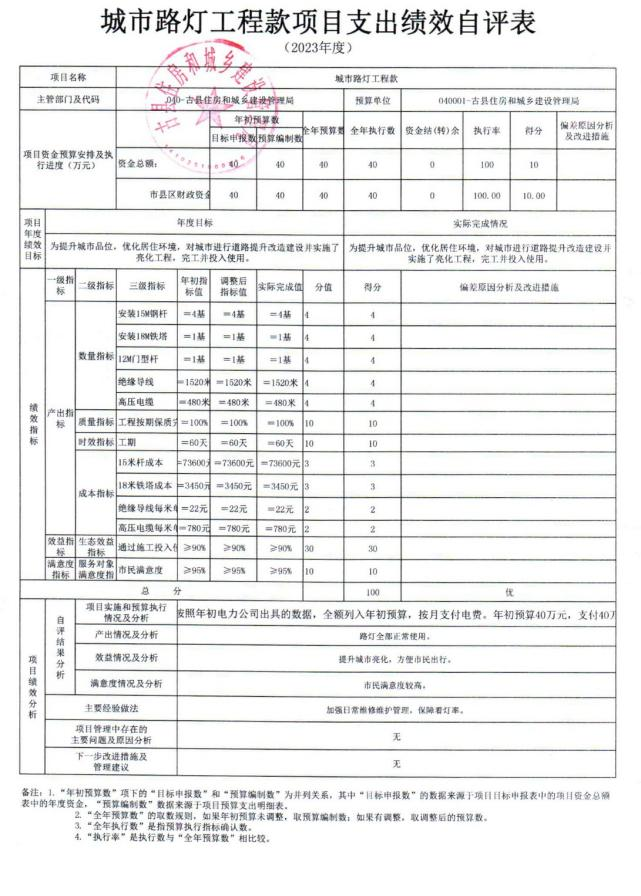 城市路灯工程款项目支出绩效自评表
（2023年度）
项目名称 城市路灯工程款
主管部门及代码 040-古县住房和城乡建设管理局 预算单位 040001-古县住房和城乡建设管理局
项目资金预算安排及执行进度（万元） 年初预算数 全年预算数 全年执行数 资金结(转)余 执行率 得分 偏差原因分析及改进措施
目标申报数 预算编制数
资金总额: 40 40 40 40 0 100 10
市县区财政资金 40 40 40 40 0 100.00 10.00
项目年度绩效目标 年度目标 实际完成情况
为提升城市品位，优化居住环境，对城市进行道路提升改造建设并实施了亮化工程，完工并投入使用。 为提升城市品位，优化居住环境，对城市进行道路提升改造建设并实施了亮化工程，完工并投入使用。
绩效指标 一级指标 二级指标 三级指标 年初指标值 调整后指标值 实际完成值 分值 得分 偏差原因分析及改进措施
产出指标 数量指标 安装15M钢杆 =4基 =4基 =4基 4 4
安装18M铁塔 =1基 =1基 =1基 4 4
12M门型杆 =1基 =1基 =1基 4 4
绝缘导线 =1520米 =1520米 =1520米 4 4
高压电缆 =480米 =480米 =480米 4 4
质量指标 工程按期保质 =100% =100% =100% 10 10
时效指标 工期 =60天 =60天 =60天 10 10
成本指标 15米杆成本 =73600元 =73600元 =73600元 3 3
18米铁塔成本 =3450元 =3450元 =3450元 3 3
绝缘导线每米单 =22元 =22元 =22元 2 2
高压电缆每米单 =780元 =780元 =780元 2 2
效益指标 生态效益指标 通过施工投入使 ≥90% ≥90% ≥90% 30 30
满意度指标 服务对象满意度指 市民满意度 ≥95% ≥95% ≥95% 10 10
总 分 100 优
项目绩效分析 自评结果分析 项目实施和预算执行情况及分析 按照年初电力公司出具的数据，全额列入年初预算，按月支付电费。年初预算40万元，支付40万
产出情况及分析 路灯全部正常使用。
效益情况及分析 提升城市亮化，方便市民出行。
满意度情况及分析 市民满意度较高。
主要经验做法 加强日常维修维护管理，保障着灯率。
项目管理中存在的主要问题及原因分析 无
下一步改进措施及管理建议 无
备注：1.“年初预算数”项下的“目标申报数”和“预算编制数”为并列关系，其中“目标申报数”的数据来源于项目目标申报表中的项目资金总额
表中的年度资金，“预算编制数”数据来源于项目预算支出明细表。
2.“全年预算数”的取数规则，如果年初预算未调整，取预算编制数；如果有调整，取调整后的预算数。
3.“全年执行数”是指预算执行指标确认数。
4.“执行率”是执行数与“全年预算数”相比较。